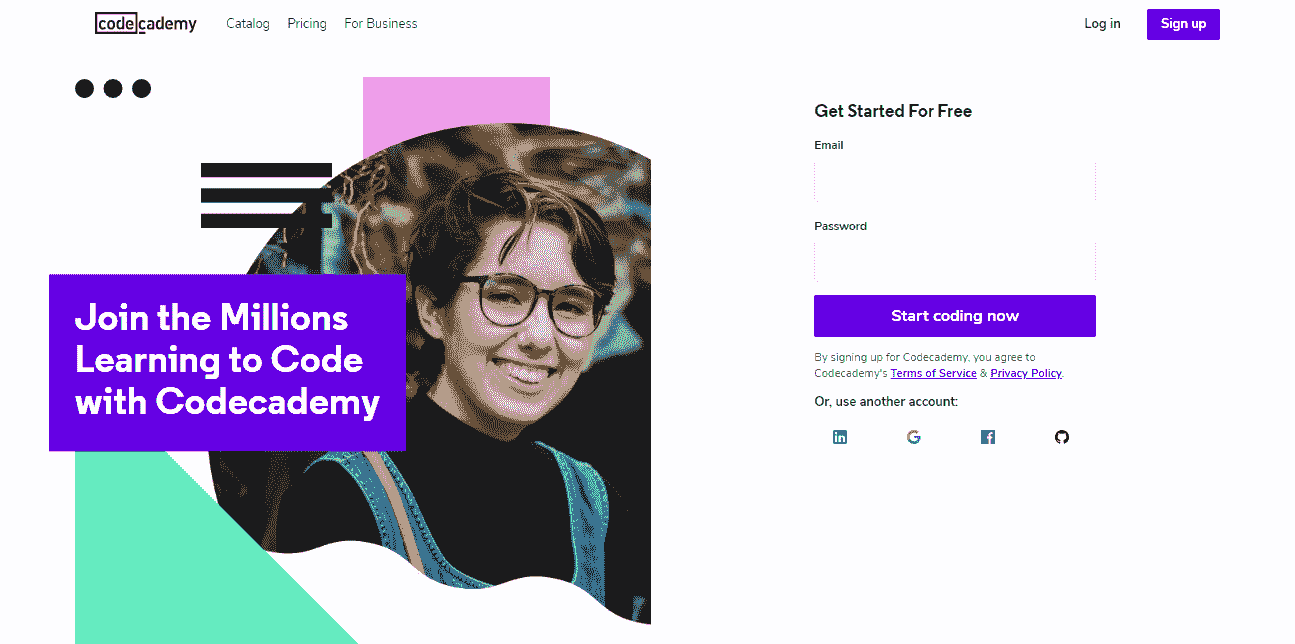 codecademy
Catalog Pricing For Business
Log in
Sign up
Join the Millions
Learning to Code
with Codecademy
Get Started For Free
Email
Password
Start coding now
By signing up for Codecademy, you agree to
Codecademy's Terms of Service & Privacy Policy.
Or, use another account: